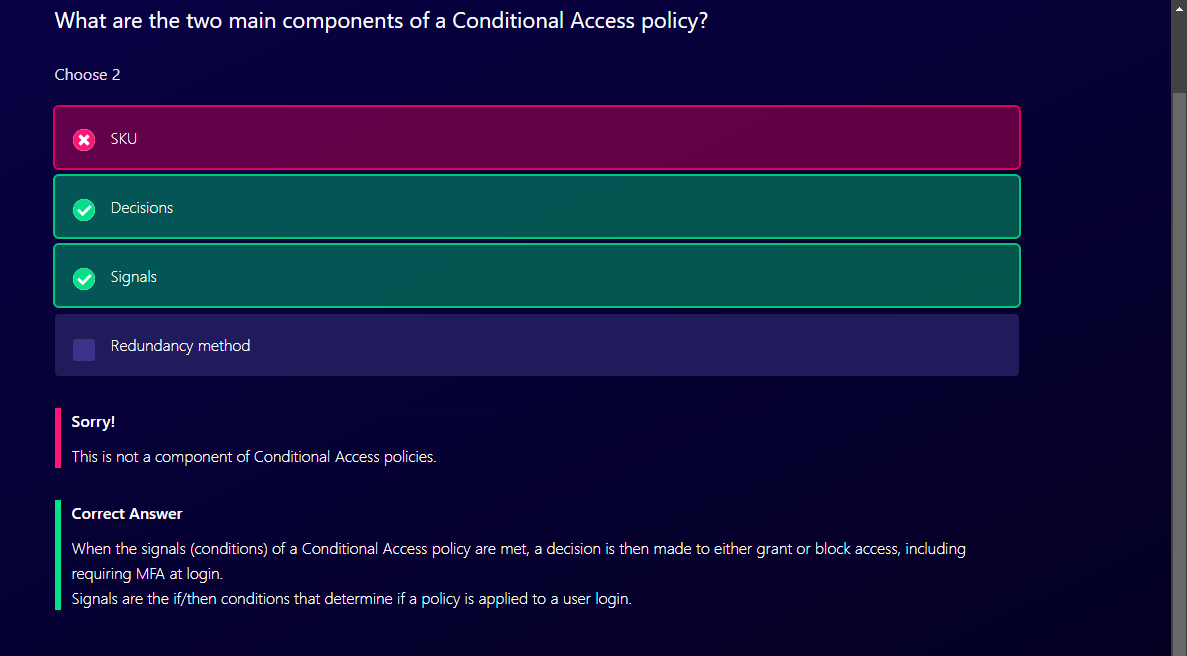 What are the two main components of a Conditional Access policy?
Choose 2
SKU
Decisions
Signals
Redundancy method
Sorry!
This is not a component of Conditional Access policies.
Correct Answer
When the signals (conditions) of a Conditional Access policy are met, a decision is then made to either grant or block access, including
requiring MFA at login.
Signals are the if/then conditions that determine if a policy is applied to a user login.